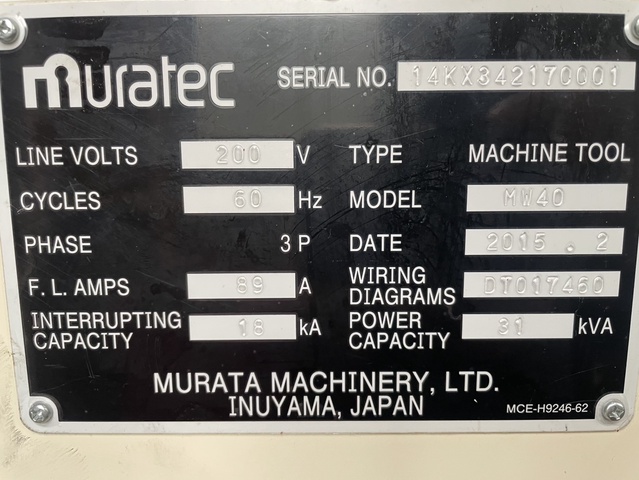 muratec
SERIAL NO. 14KX342170001
LINE VOLTS 200 V TYPE MACHINE TOOL
CYCLES 60 Hz MODEL MW40
PHASE 3 P DATE 2015 . 2
F. L. AMPS 89 A WIRING DIAGRAMS DT017460
INTERRUPTING CAPACITY 18 kA POWER CAPACITY 31 kVA
MURATA MACHINERY, LTD.
INUYAMA, JAPAN
MCE-H9246-62